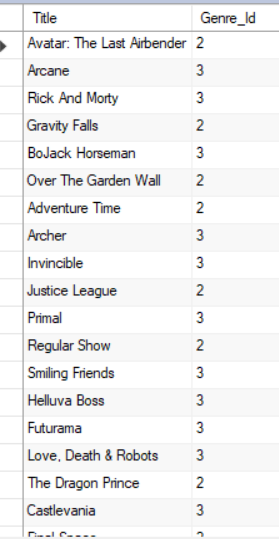 Title Genre_Id
Avatar: The Last Airbender 2
Arcane 3
Rick And Morty 3
Gravity Falls 2
BoJack Horseman 3
Over The Garden Wall 2
Adventure Time 2
Archer 3
Invincible 3
Justice League 2
Primal 3
Regular Show 2
Smiling Friends 3
Helluva Boss 3
Futurama 3
Love, Death & Robots 3
The Dragon Prince 2
Castlevania 3
Final Space